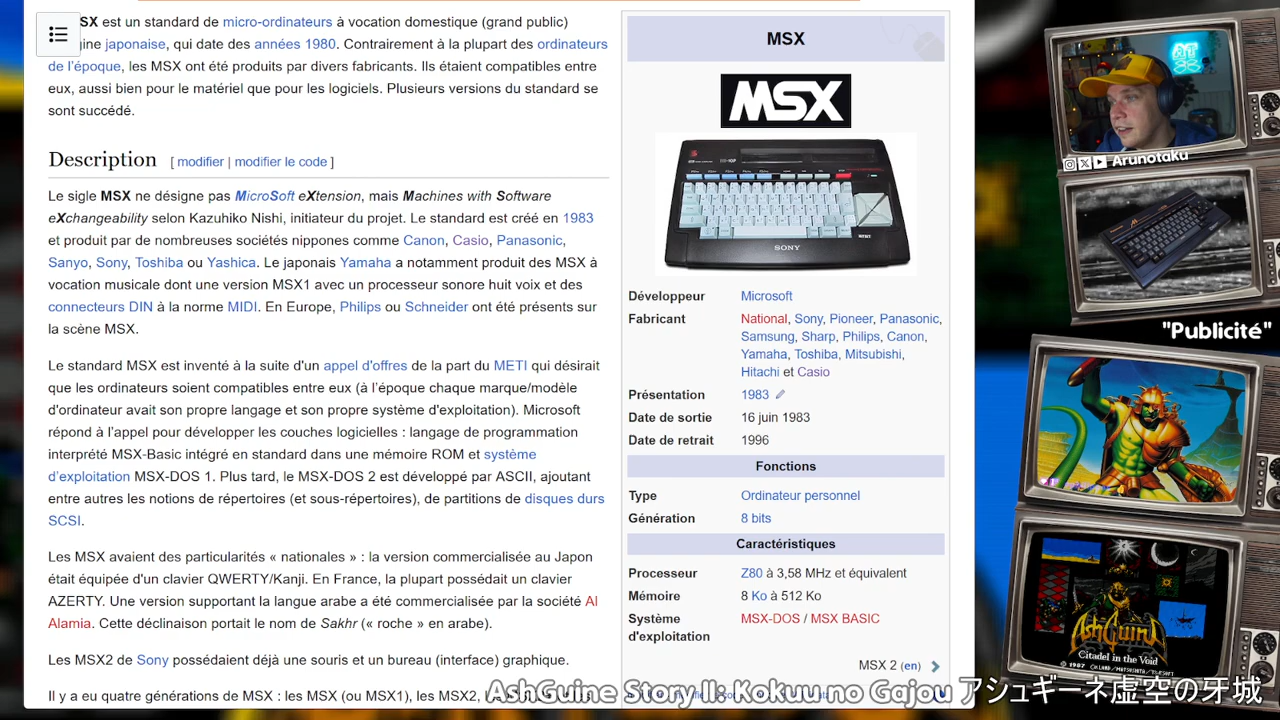 SX est un standard de micro-ordinateurs à vocation domestique (grand public)
gine japonaise, qui date des années 1980. Contrairement à la plupart des ordinateurs
de l'époque, les MSX ont été produits par divers fabricants. Ils étaient compatibles entre
eux, aussi bien pour le matériel que pour les logiciels. Plusieurs versions du standard se
sont succédé.
Description [ modifier | modifier le code ]
Le sigle MSX ne désigne pas MicroSoft eXtension, mais Machines with Software
eXchangeability selon Kazuhiko Nishi, initiateur du projet. Le standard est créé en 1983
et produit par de nombreuses sociétés nippones comme Canon, Casio, Panasonic,
Sanyo, Sony, Toshiba ou Yashica. Le japonais Yamaha a notamment produit des MSX à
vocation musicale dont une version MSX1 avec un processeur sonore huit voix et des
connecteurs DIN à la norme MIDI. En Europe, Philips ou Schneider ont été présents sur
la scène MSX.
Le standard MSX est inventé à la suite d'un appel d'offres de la part du METI qui désirait
que les ordinateurs soient compatibles entre eux (à l'époque chaque marque/modèle
d'ordinateur avait son propre langage et son propre système d'exploitation). Microsoft
répond à l'appel pour développer les couches logicielles : langage de programmation
interprété MSX-Basic intégré en standard dans une mémoire ROM et système
d'exploitation MSX-DOS 1. Plus tard, le MSX-DOS 2 est développé par ASCII, ajoutant
entre autres les notions de répertoires (et sous-répertoires), de partitions de disques durs
SCSI.
Les MSX avaient des particularités « nationales » : la version commercialisée au Japon
était équipée d'un clavier QWERTY/Kanji. En France, la plupart possédait un clavier
AZERTY. Une version supportant la langue arabe a été commercialisée par la société Al
Alamia. Cette déclinaison portait le nom de Sakhr (« roche » en arabe).
Les MSX2 de Sony possédaient déjà une souris et un bureau (interface) graphique.
Il y a eu quatre générations de MSX : les MSX (ou MSX1), les MSX2,
MSX
MSX
SONY
Développeur Microsoft
Fabricant National, Sony, Pioneer, Panasonic,
Samsung, Sharp, Philips, Canon,
Yamaha, Toshiba, Mitsubishi,
Hitachi et Casio
Présentation 1983
Date de sortie 16 juin 1983
Date de retrait 1996
Fonctions
Type Ordinateur personnel
Génération 8 bits
Caractéristiques
Processeur Z80 à 3,58 MHz et équivalent
Mémoire 8 Ko à 512 Ko
Système MSX-DOS / MSX BASIC
d'exploitation
MSX 2 (en)
Arunotaku
"Publicité"
AshGuine
Citadel in the Void
AshGuine Story II: Kokuu no Gajou アシュギーネ虚空の牙城